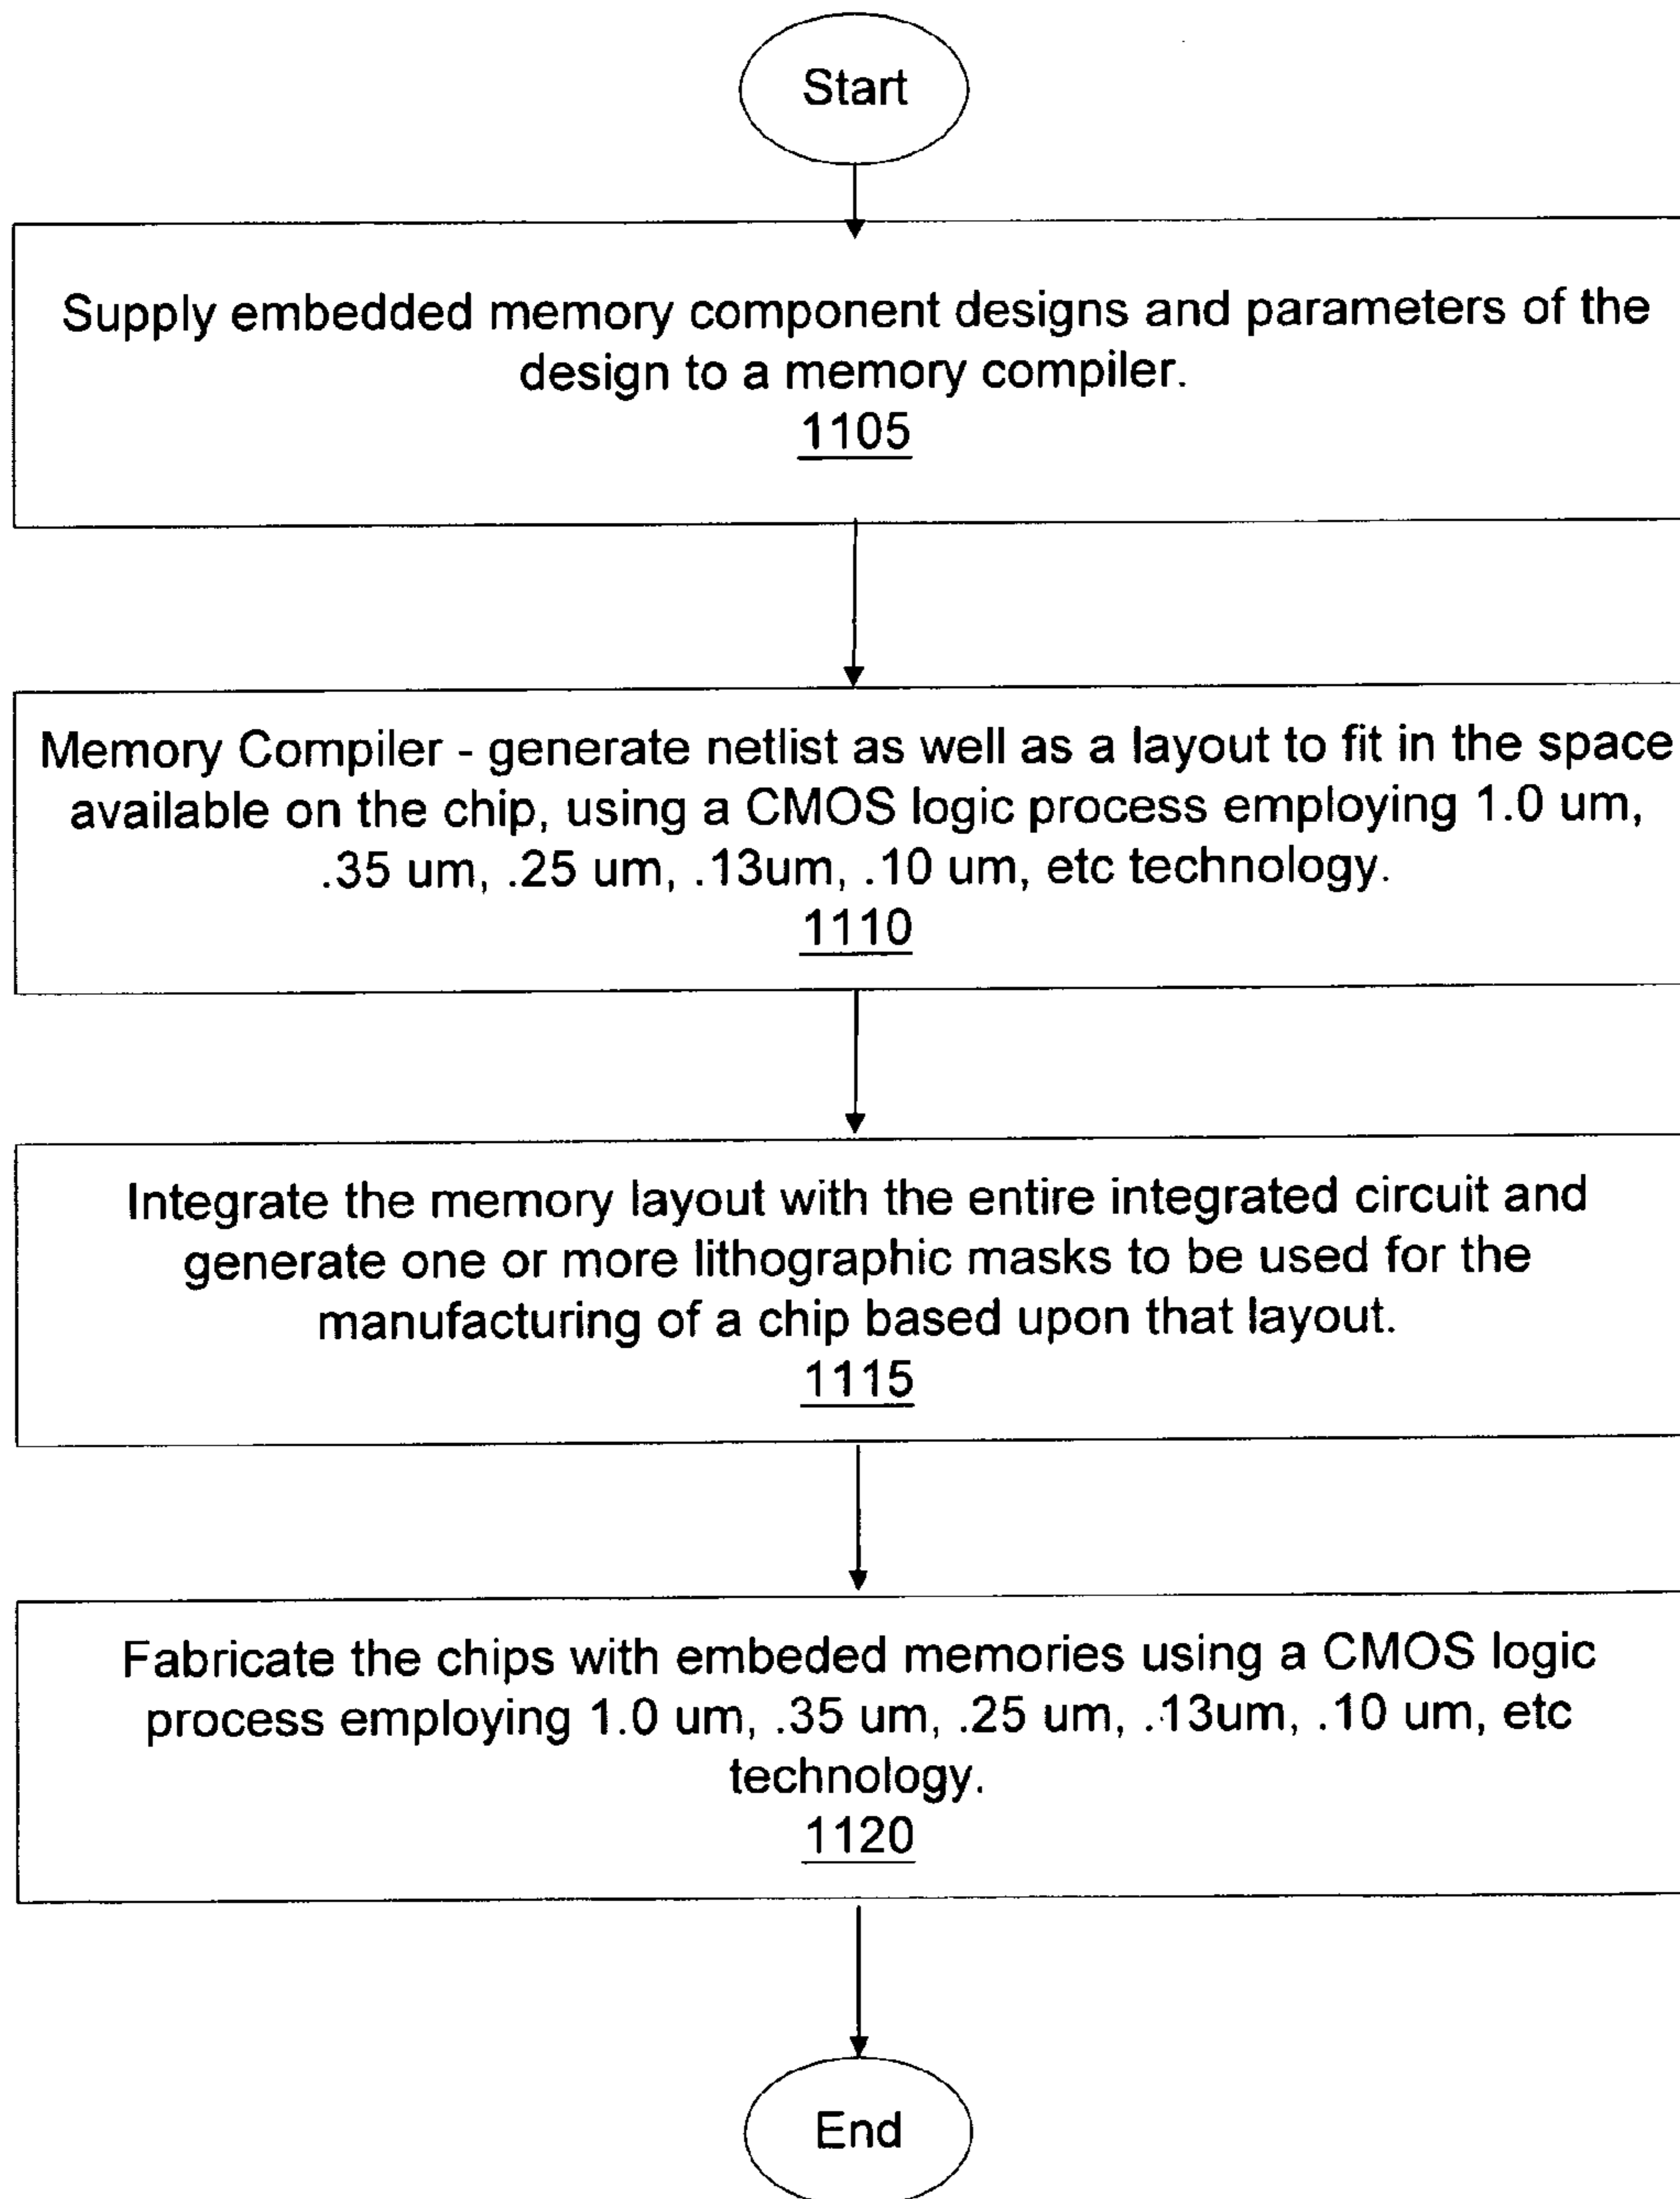 Start
Supply embedded memory component designs and parameters of the
design to a memory compiler.
1105
Memory Compiler - generate netlist as well as a layout to fit in the space
available on the chip, using a CMOS logic process employing 1.0 um,
.35 um, .25 um, .13um, .10 um, etc technology.
1110
Integrate the memory layout with the entire integrated circuit and
generate one or more lithographic masks to be used for the
manufacturing of a chip based upon that layout.
1115
Fabricate the chips with embeded memories using a CMOS logic
process employing 1.0 um, .35 um, .25 um, .13um, .10 um, etc
technology.
1120
End